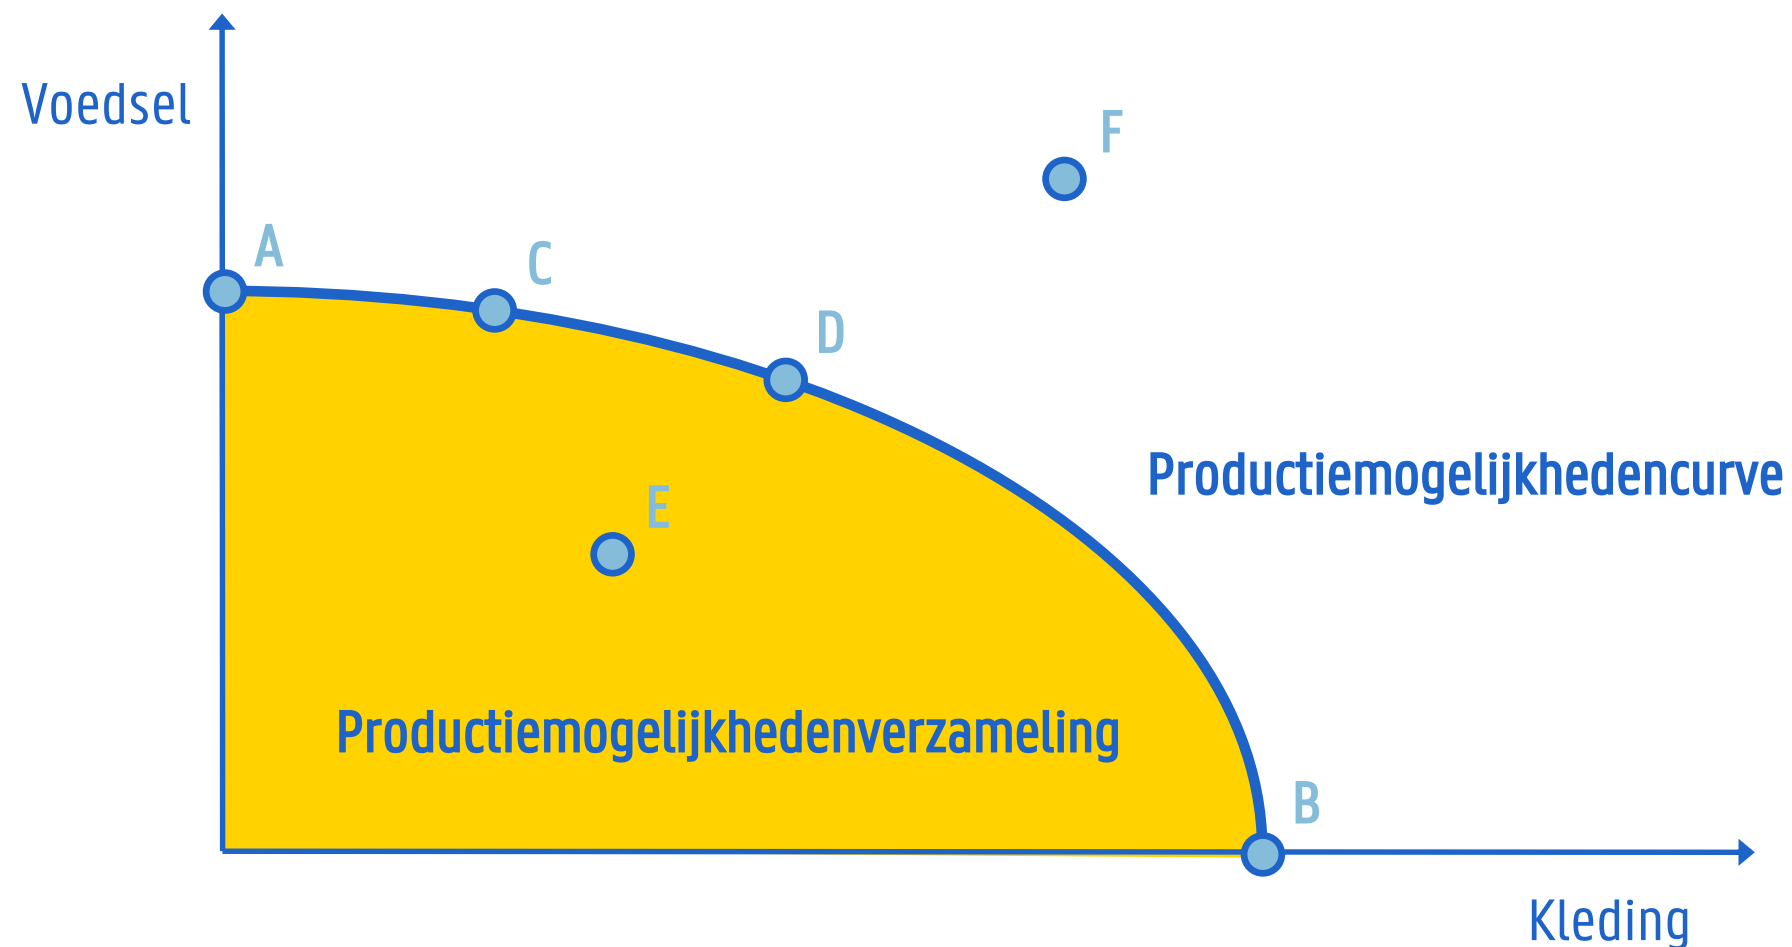 Voedsel
F
A
C
D
Productiemogelijkhedencurve
E
Productiemogelijkhedenverzameling
B
Kleding